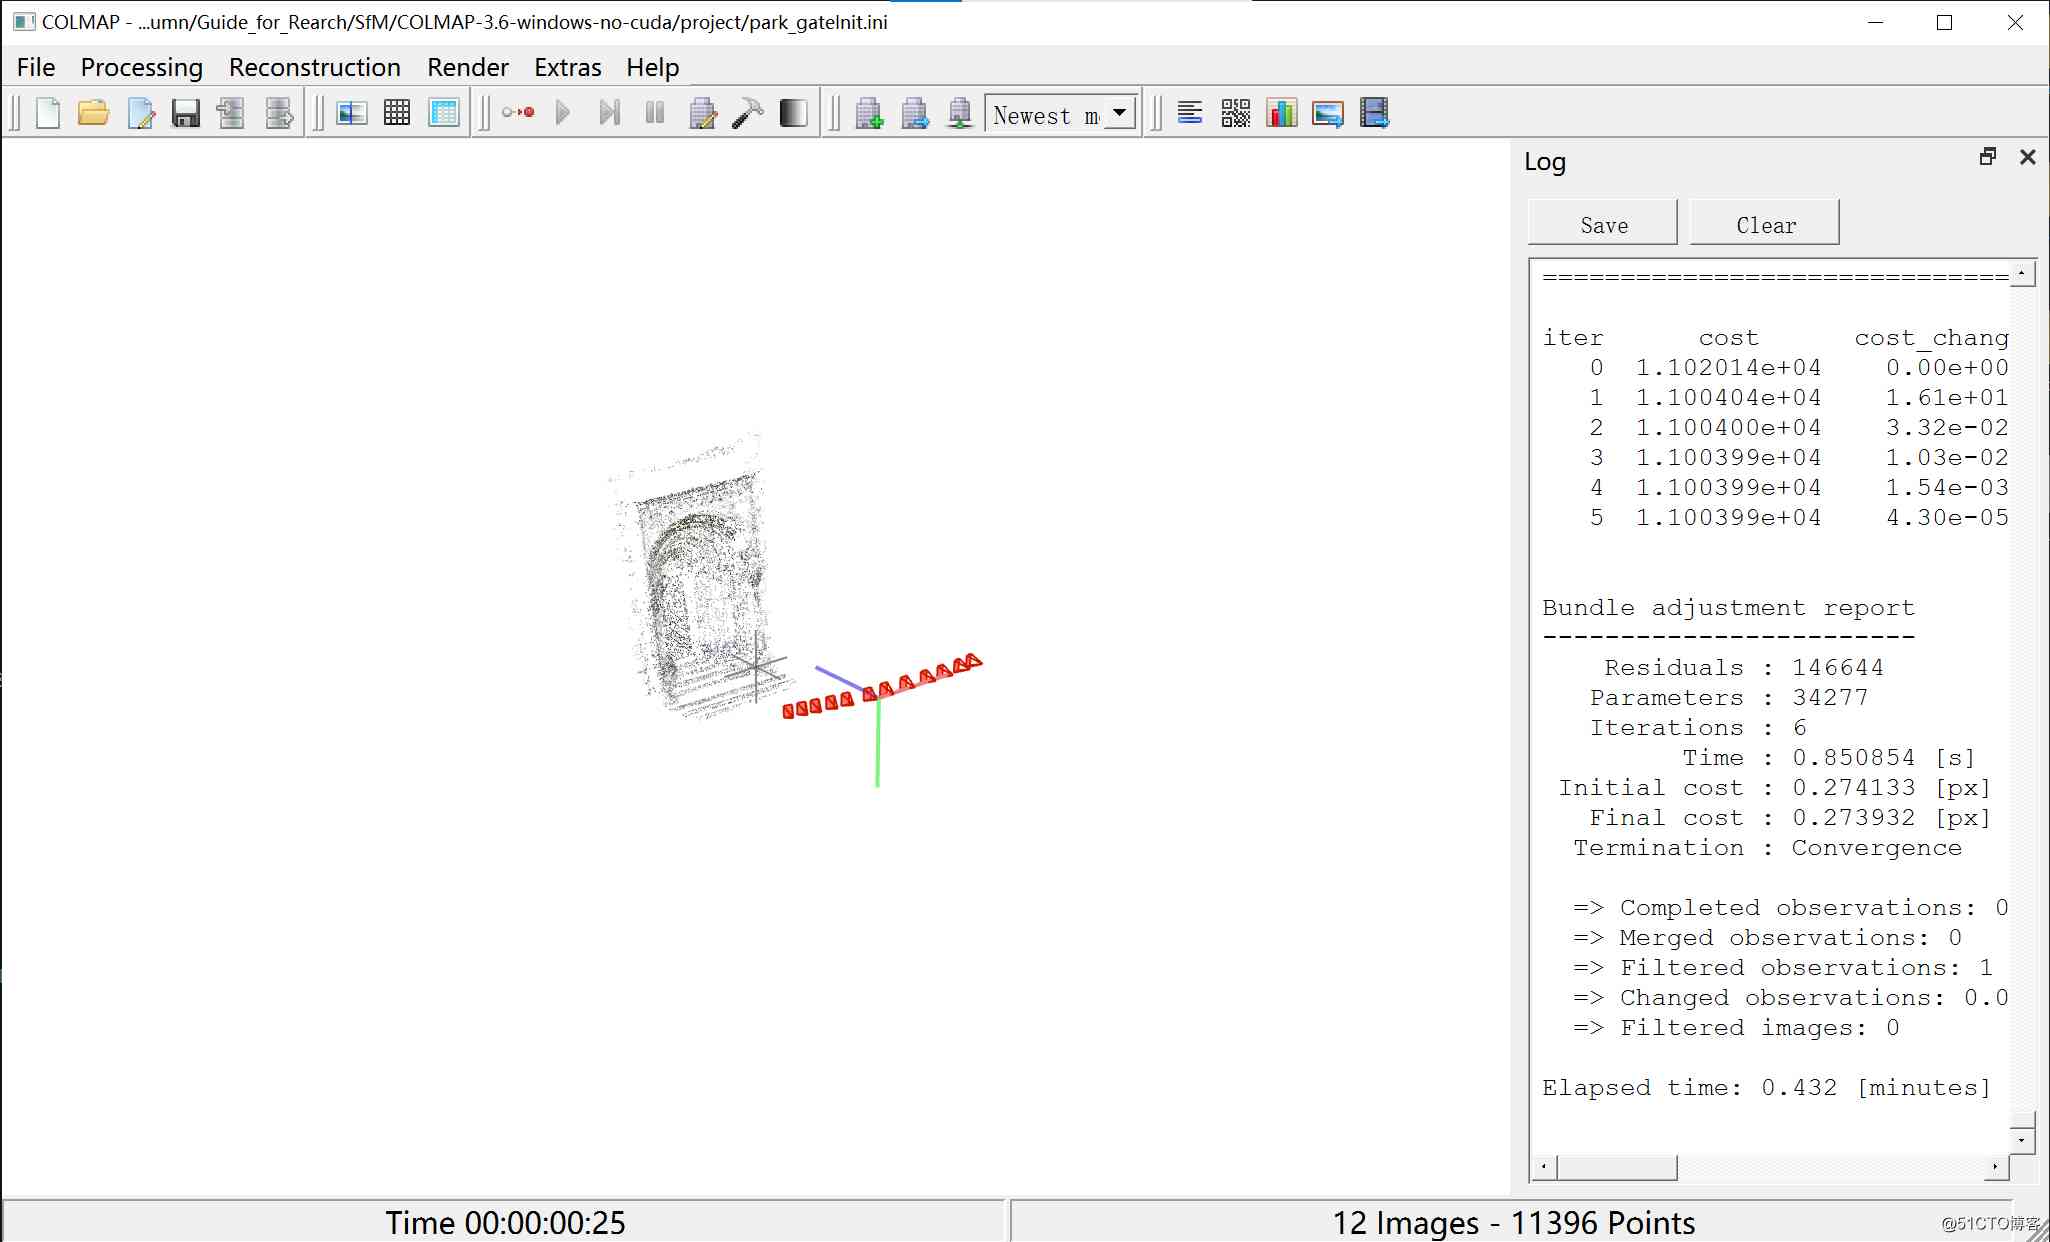 COLMAP - ...umn/Guide_for_Rearch/SfM/COLMAP-3.6-windows-no-cuda/project/park_gateInit.ini
File Processing Reconstruction Render Extras Help
Newest m
Log
Save Clear
==============================
iter cost cost_chang
0 1.102014e+04 0.00e+00
1 1.100404e+04 1.61e+01
2 1.100400e+04 3.32e-02
3 1.100399e+04 1.03e-02
4 1.100399e+04 1.54e-03
5 1.100399e+04 4.30e-05
Bundle adjustment report
------------------------
Residuals : 146644
Parameters : 34277
Iterations : 6
Time : 0.850854 [s]
Initial cost : 0.274133 [px]
Final cost : 0.273932 [px]
Termination : Convergence
=> Completed observations: 0
=> Merged observations: 0
=> Filtered observations: 1
=> Changed observations: 0.0
=> Filtered images: 0
Elapsed time: 0.432 [minutes]
Time 00:00:00:25
12 Images - 11396 Points
@51CTO博客